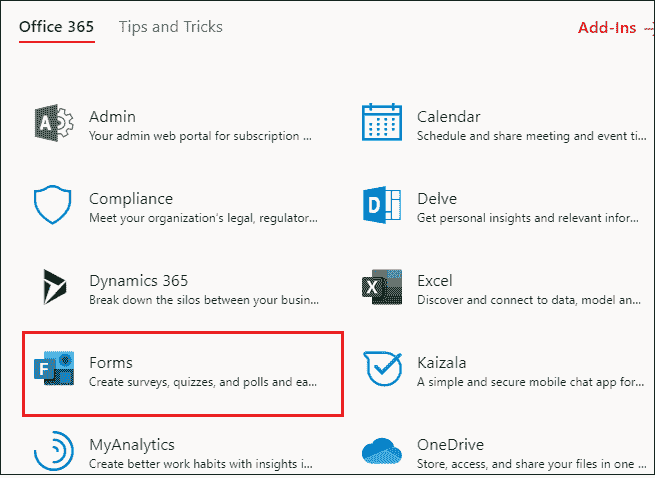 Office 365 Tips and Tricks Add-Ins
Admin
Your admin web portal for subscription ...
Calendar
Schedule and share meeting and event ti...
Compliance
Meet your organization's legal, regulator...
Delve
Get personal insights and relevant infor...
Dynamics 365
Break down the silos between your busin...
Excel
Discover and connect to data, model an...
Forms
Create surveys, quizzes, and polls and ea...
Kaizala
A simple and secure mobile chat app for...
MyAnalytics
Create better work habits with insights i...
OneDrive
Store, access, and share your files in one ...